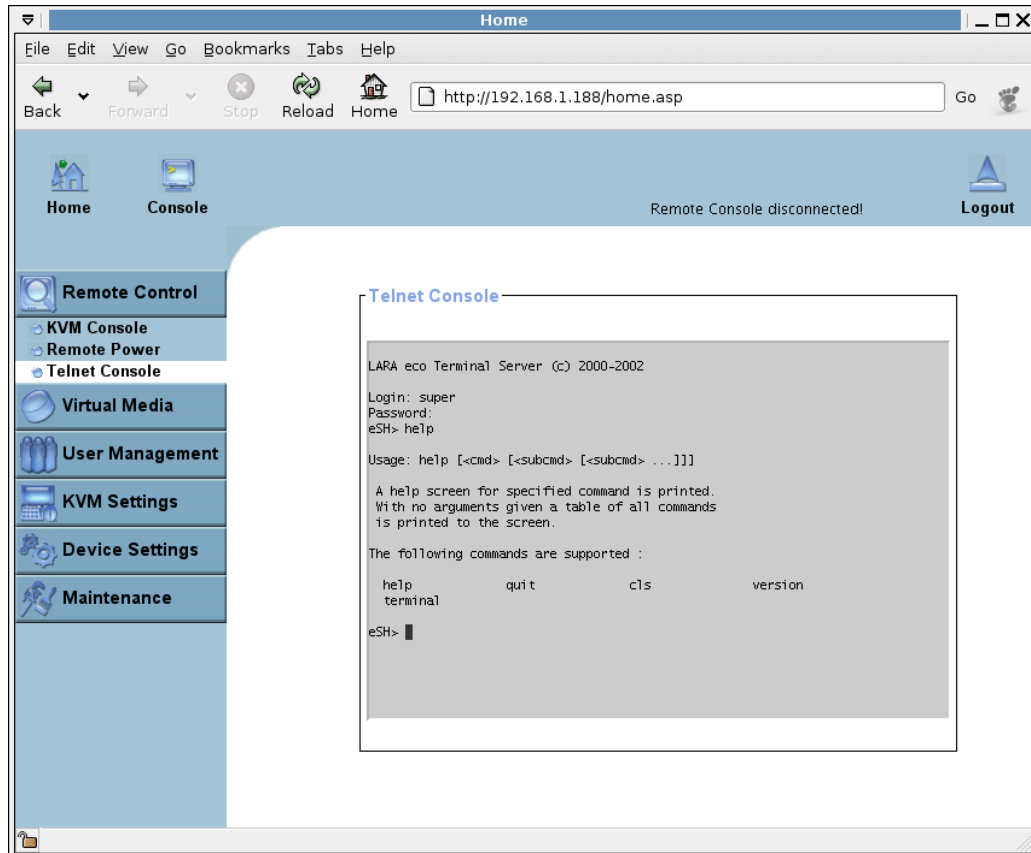 Home
File Edit View Go Bookmarks Tabs Help
Back Forward Stop Reload Home http://192.168.1.188/home.asp Go
Home Console Remote Console disconnected! Logout
Remote Control
KVM Console
Remote Power
Telnet Console
Virtual Media
User Management
KVM Settings
Device Settings
Maintenance
Telnet Console
LARA eco Terminal Server (c) 2000-2002
Login: super
Password:
eSH> help
Usage: help [<cmd> [<subcmd> [<subcmd> ...]]]
A help screen for specified command is printed.
With no arguments given a table of all commands
is printed to the screen.
The following commands are supported :
help quit cls version
terminal
eSH>